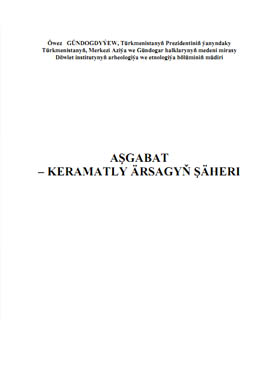 Öwez GÜNDOGDYÝEW, Türkmenistanyň Prezidentiniň ýanyndaky
Türkmenistanyň, Merkezi Aziýa we Gündogar halklarynyň medeni mirasy
Döwlet institutynyň arheologiýa we etnologiýa bölüminiň müdiri
AŞGABAT
– KERAMATLY ÄRSAGYŇ ŞÄHERI